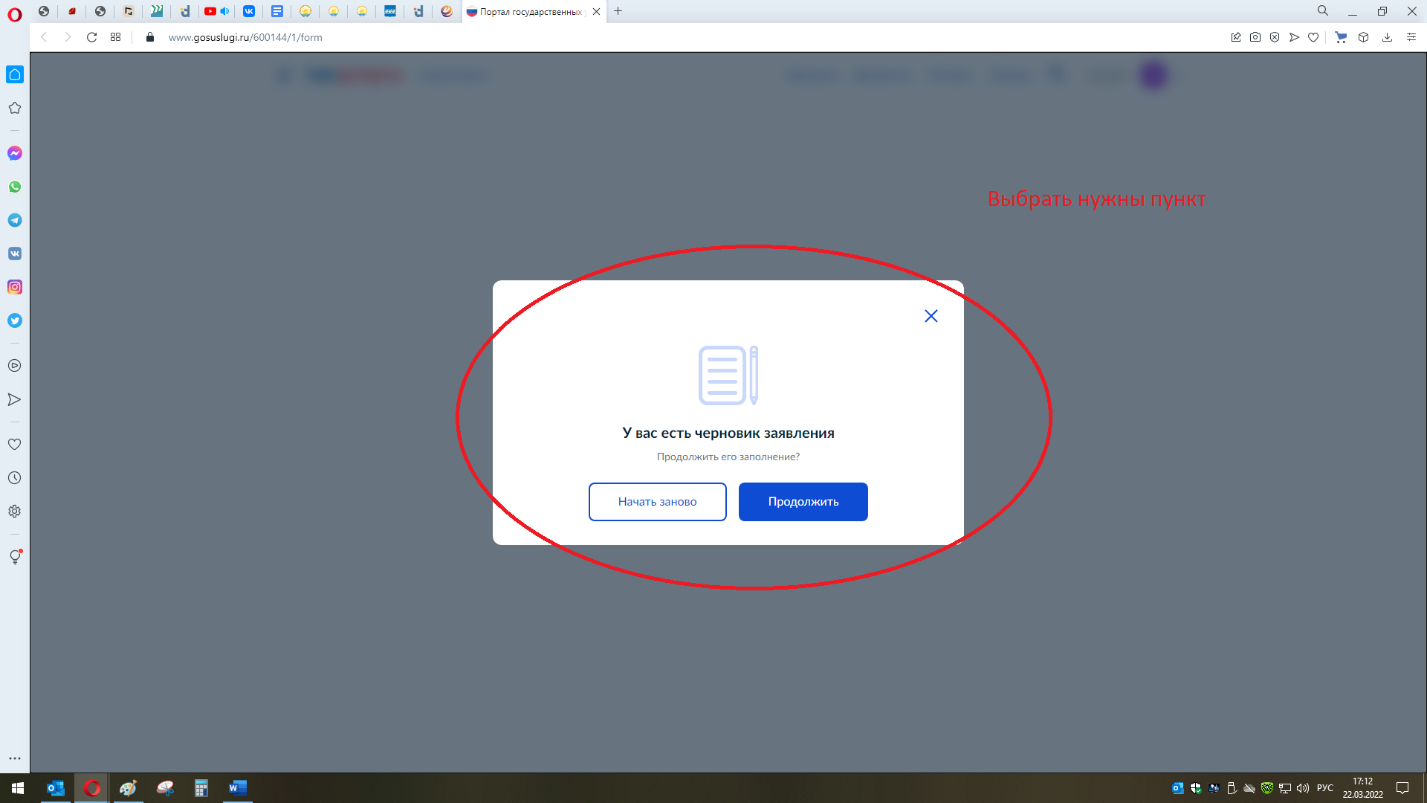 Портал государственных
www.gosuslugi.ru/600144/1/form
Выбрать нужны пункт
У вас есть черновик заявления
Продолжить его заполнение?
Начать заново
Продолжить
РУС
17:12
22.03.2022